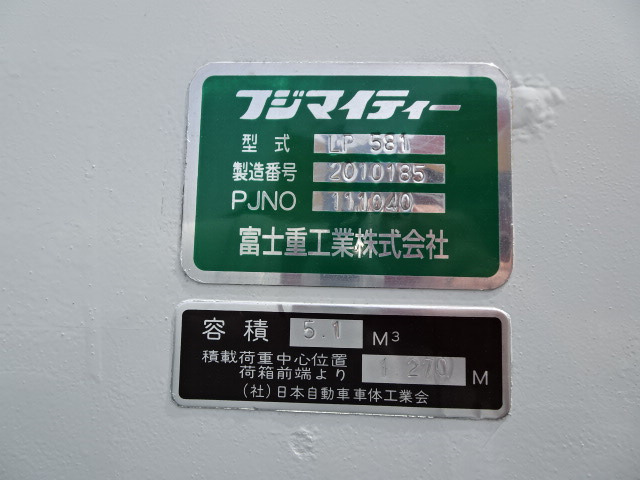 フジマイティー
型式 LP 581
製造番号 2010185
PJNO 111040
富士重工業株式会社
容積 5.1 M³
積載荷重中心位置
荷箱前端より 1 270 M
(社)日本自動車車体工業会